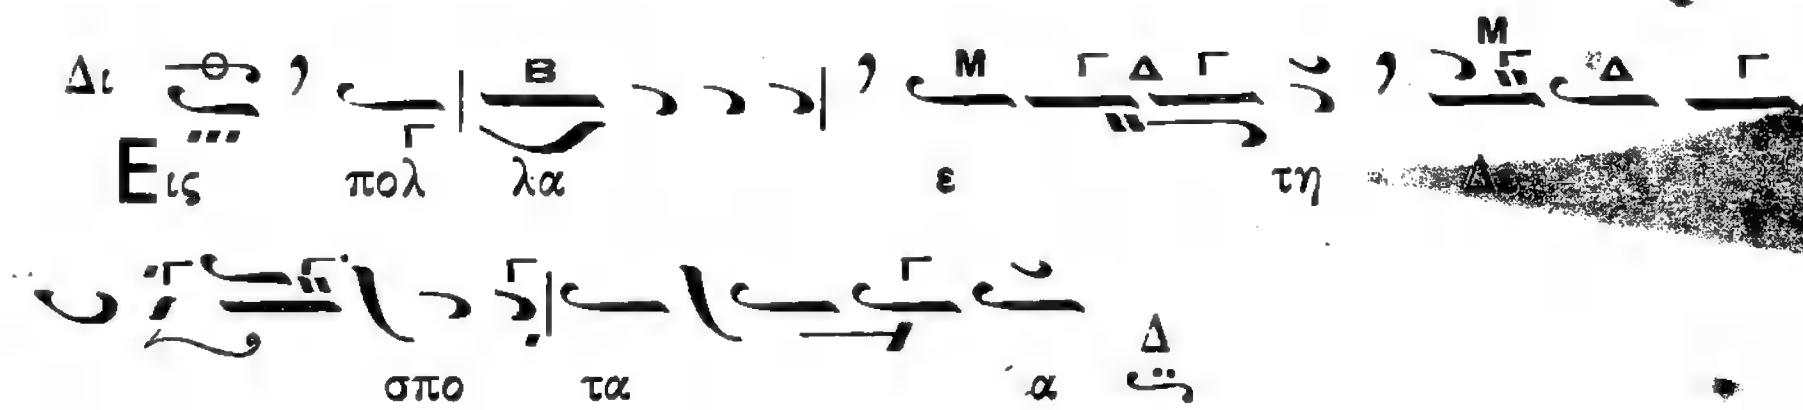 Δι Β Μ Γ Δ Γ Μ Γ Δ Γ
Γ
Εις πολ λα ε τη
Γ Γ Γ Γ
Δ
σπο τα α